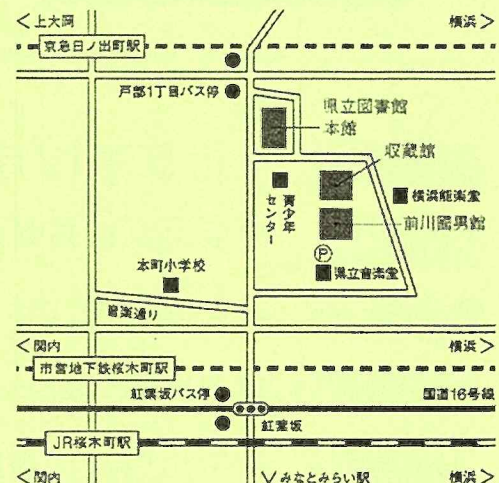 <上大岡
横浜>
京急日ノ出町駅
戸部1丁目バス停
県立図書館
本館
収蔵館
青少年
センター
横浜能楽堂
前川國男館
P
県立音楽堂
本町小学校
音楽通り
<関内
横浜>
市営地下鉄桜木町駅
紅葉坂バス停
国道16号線
紅葉坂
JR桜木町駅
<関内
∨みなとみらい駅
横浜>